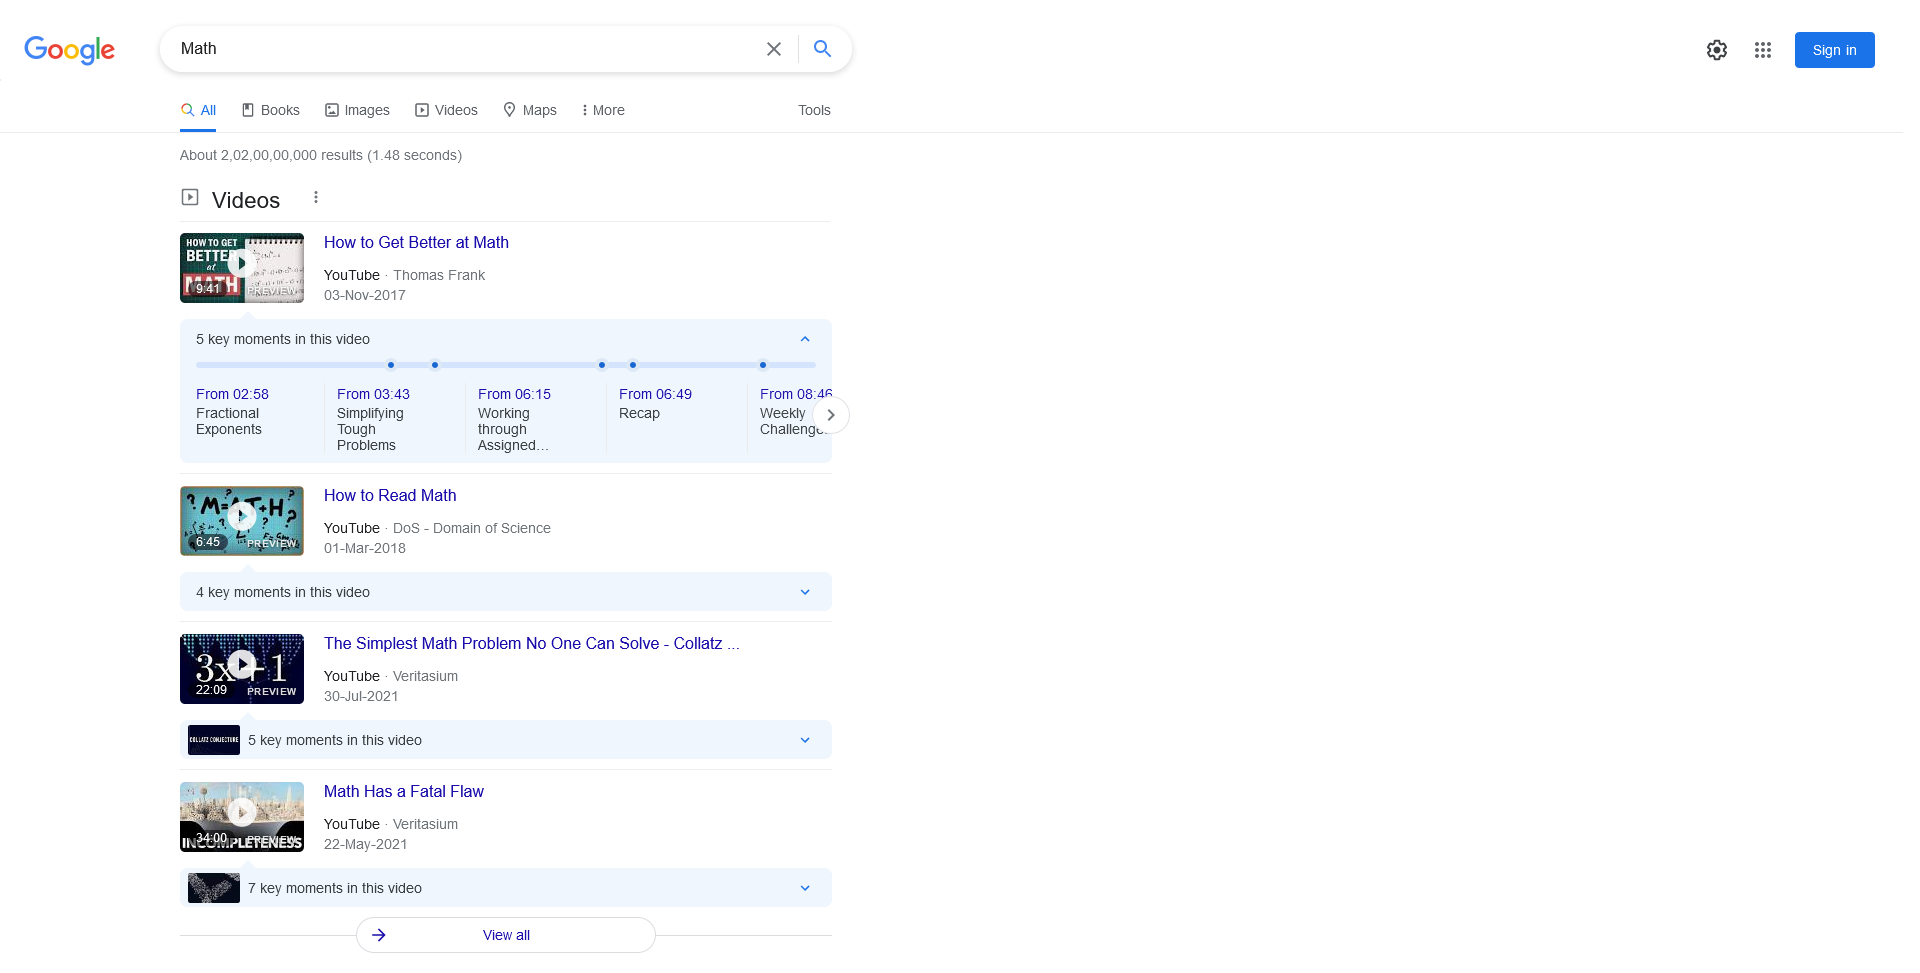 Google
Math
Sign in
All
Books
Images
Videos
Maps
More
Tools
About 2,02,00,00,000 results (1.48 seconds)
Videos
HOW TO GET
BETTER
at
MATH
9:41
PREVIEW
How to Get Better at Math
YouTube · Thomas Frank
03-Nov-2017
5 key moments in this video
From 02:58
Fractional
Exponents
From 03:43
Simplifying
Tough
Problems
From 06:15
Working
through
Assigned…
From 06:49
Recap
From 08:46
Weekly
Challenge
M=AT+H?
6:45
PREVIEW
How to Read Math
YouTube · DoS - Domain of Science
01-Mar-2018
4 key moments in this video
3x+1
22:09
PREVIEW
The Simplest Math Problem No One Can Solve - Collatz ...
YouTube · Veritasium
30-Jul-2021
COLLATZ CONJECTURE
5 key moments in this video
34:00
PREVIEW
INCOMPLETENESS
Math Has a Fatal Flaw
YouTube · Veritasium
22-May-2021
7 key moments in this video
View all